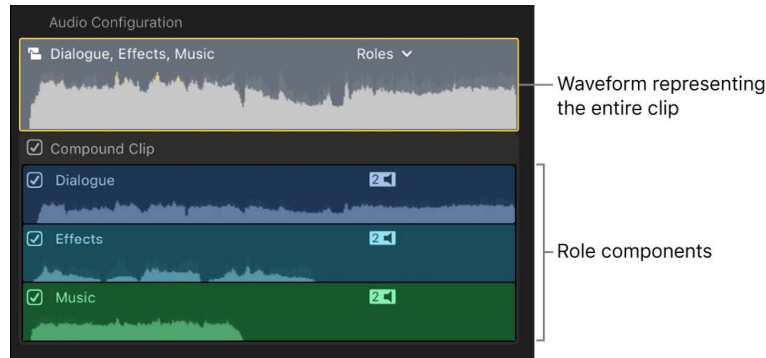 Audio Configuration
Dialogue, Effects, Music Roles
Waveform representing
the entire clip
Compound Clip
Dialogue 2
Effects 2
Role components
Music 2